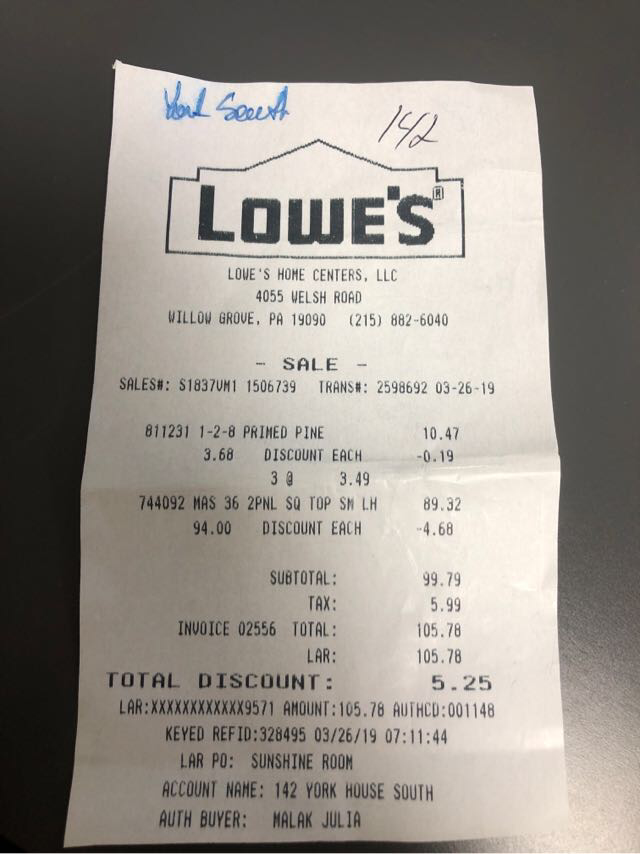 142
LOWE'S®
LOWE'S HOME CENTERS, LLC
4055 WELSH ROAD
WILLOW GROVE, PA 19090 (215) 882-6040
- SALE -
SALES#: S1837VM1 1506739 TRANS#: 2598692 03-26-19
811231 1-2-8 PRIMED PINE 10.47
3.68 DISCOUNT EACH -0.19
3 @ 3.49
744092 MAS 36 2PNL SQ TOP SM LH 89.32
94.00 DISCOUNT EACH -4.68
SUBTOTAL: 99.79
TAX: 5.99
INVOICE 02556 TOTAL: 105.78
LAR: 105.78
TOTAL DISCOUNT: 5.25
LAR:XXXXXXXXXXXX9571 AMOUNT:105.78 AUTHCD:001148
KEYED REFID:328495 03/26/19 07:11:44
LAR PO: SUNSHINE ROOM
ACCOUNT NAME: 142 YORK HOUSE SOUTH
AUTH BUYER: MALAK JULIA